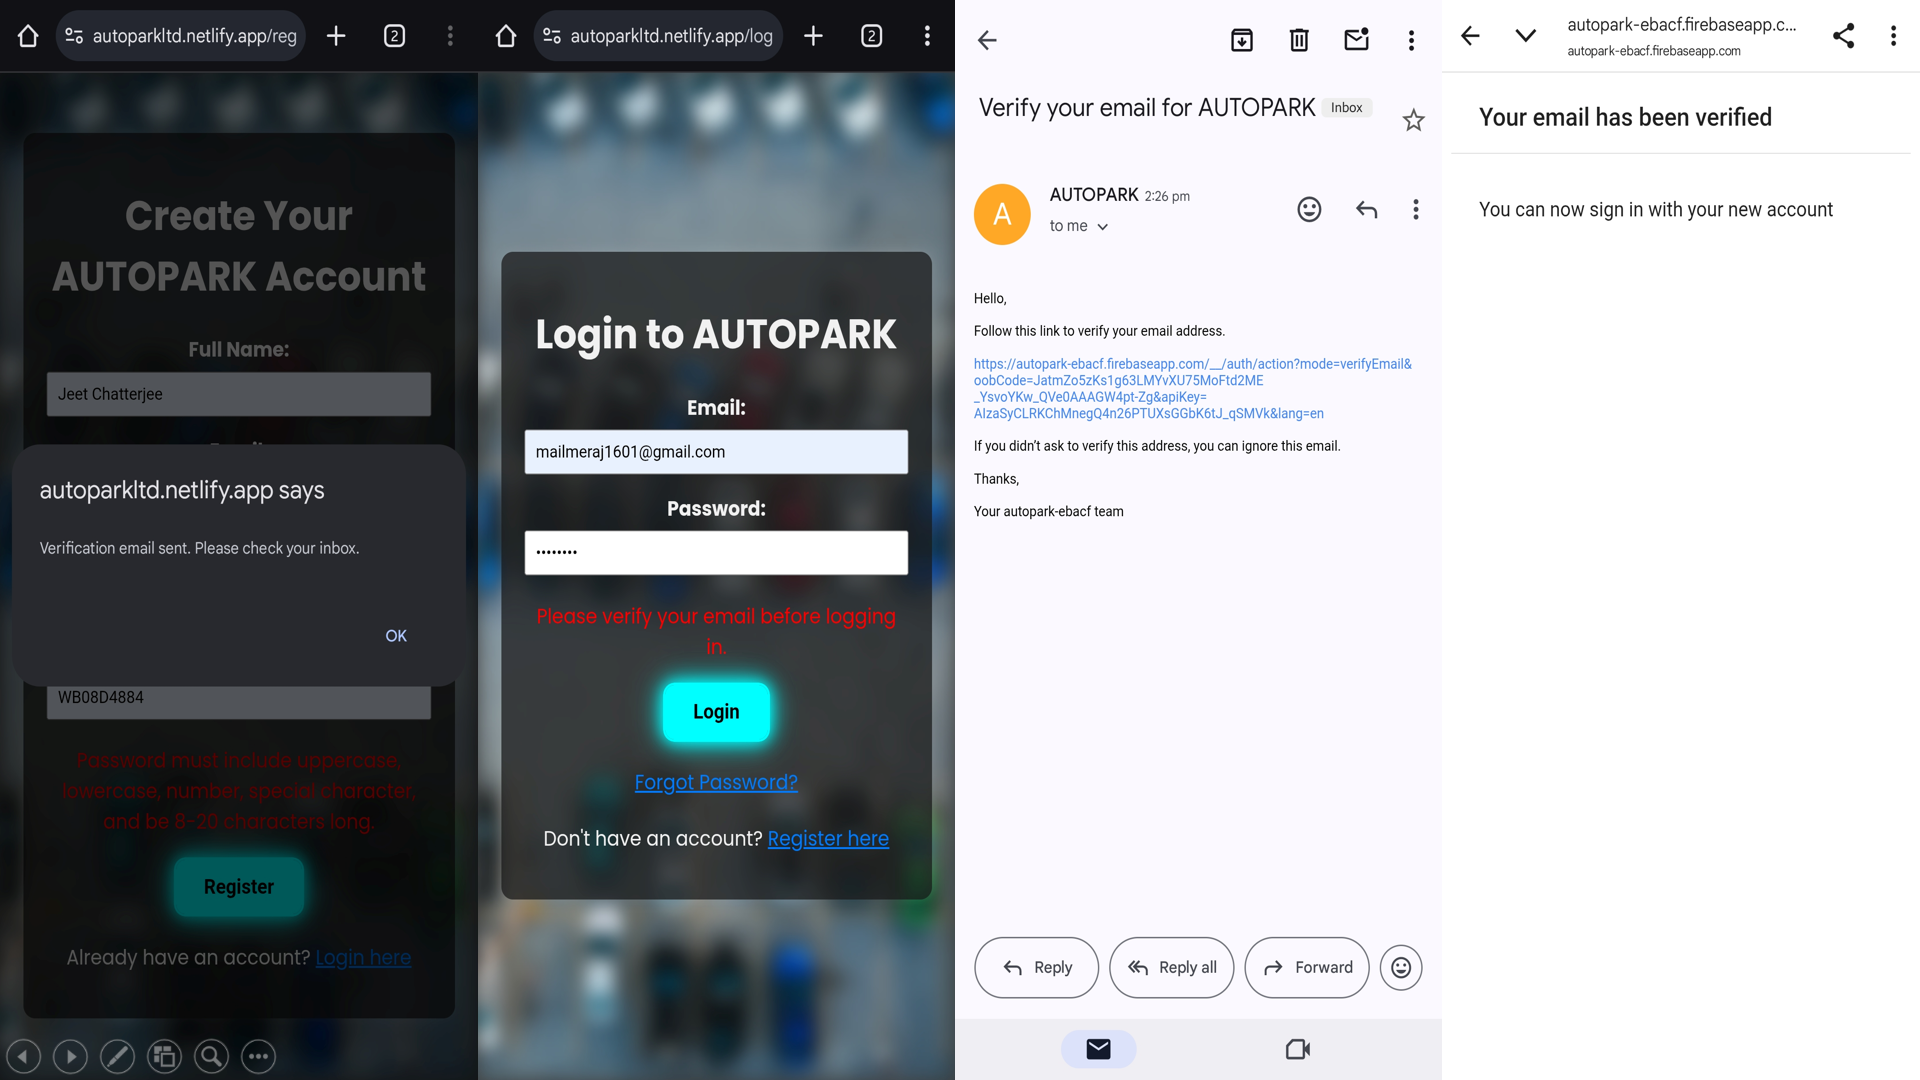 autoparkltd.netlify.app/reg
2
Create Your
AUTOPARK Account
Full Name:
Jeet Chatterjee
autoparkltd.netlify.app says
Verification email sent. Please check your inbox.
OK
WB08D4884
Password must include uppercase,
lowercase, number, special character,
and be 8-20 characters long.
Register
Already have an account? Login here
autoparkltd.netlify.app/log
2
Login to AUTOPARK
Email:
mailmeraj1601@gmail.com
Password:
••••••••
Please verify your email before logging
in.
Login
Forgot Password?
Don't have an account? Register here
Verify your email for AUTOPARK Inbox
A
AUTOPARK 2:26 pm
to me
Hello,
Follow this link to verify your email address.
https://autopark-ebacf.firebaseapp.com/__/auth/action?mode=verifyEmail&
oobCode=JatmZo5zKs1g63LMYvXU75MoFtd2ME
_YsvoYKw_QVe0AAAGW4pt-Zg&apiKey=
AIzaSyCLRKChMnegQ4n26PTUXsGGbK6tJ_qSMVk&lang=en
If you didn't ask to verify this address, you can ignore this email.
Thanks,
Your autopark-ebacf team
Reply
Reply all
Forward
autopark-ebacf.firebaseapp.c...
autopark-ebacf.firebaseapp.com
Your email has been verified
You can now sign in with your new account